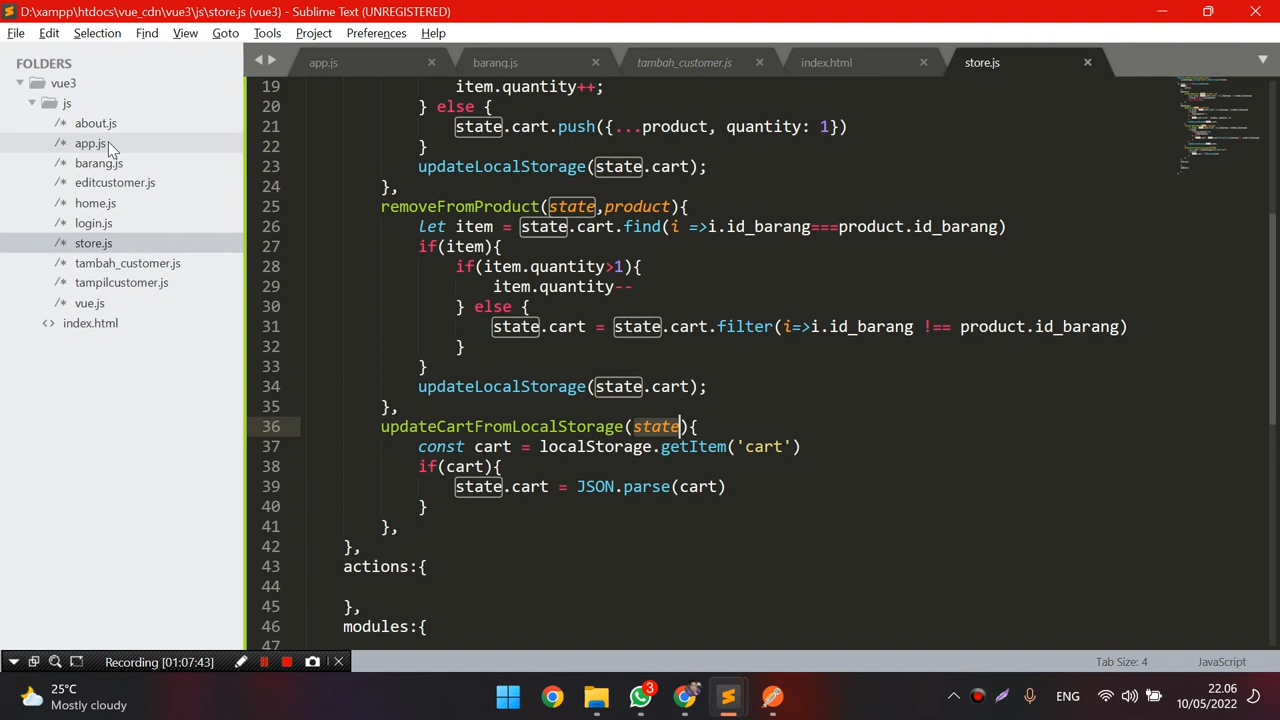 D:\xampp\htdocs\vue_cdn\vue3\js\store.js (vue3) - Sublime Text (UNREGISTERED)
File Edit Selection Find View Goto Tools Project Preferences Help
FOLDERS
vue3
js
/* about.js
/* app.js
/* barang.js
/* editcustomer.js
/* home.js
/* login.js
/* store.js
/* tambah_customer.js
/* tampilcustomer.js
/* vue.js
<> index.html
app.js barang.js tambah_customer.js index.html store.js
19 item.quantity++;
20 } else {
21 state.cart.push({...product, quantity: 1})
22 }
23 updateLocalStorage(state.cart);
24 },
25 removeFromProduct(state,product){
26 let item = state.cart.find(i =>i.id_barang===product.id_barang)
27 if(item){
28 if(item.quantity>1){
29 item.quantity--
30 } else {
31 state.cart = state.cart.filter(i=>i.id_barang !== product.id_barang)
32 }
33 }
34 updateLocalStorage(state.cart);
35 },
36 updateCartFromLocalStorage(state){
37 const cart = localStorage.getItem('cart')
38 if(cart){
39 state.cart = JSON.parse(cart)
40 }
41 },
42 },
43 actions:{
44
45 },
46 modules:{
47
Recording [01:07:43]
Tab Size: 4 JavaScript
25°C
Mostly cloudy
3
ENG
22.06
10/05/2022